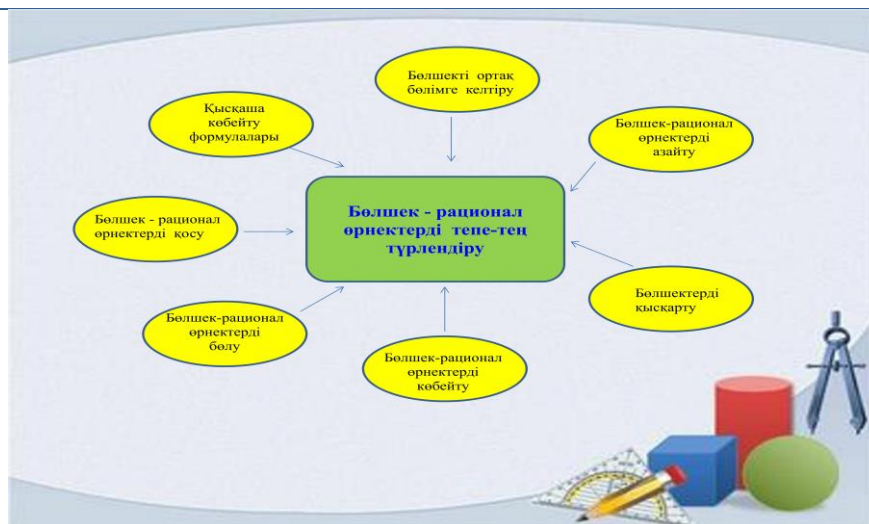 Бөлшекті ортақ
бөлімге келтіру
Қысқаша
көбейту
формулалары
Бөлшек-рационал
өрнектерді
азайту
Бөлшек - рационал
өрнектерді тепе-тең
түрлендіру
Бөлшек - рационал
өрнектерді қосу
Бөлшектерді
қысқарту
Бөлшек-рационал
өрнектерді
бөлу
Бөлшек-рационал
өрнектерді
көбейту